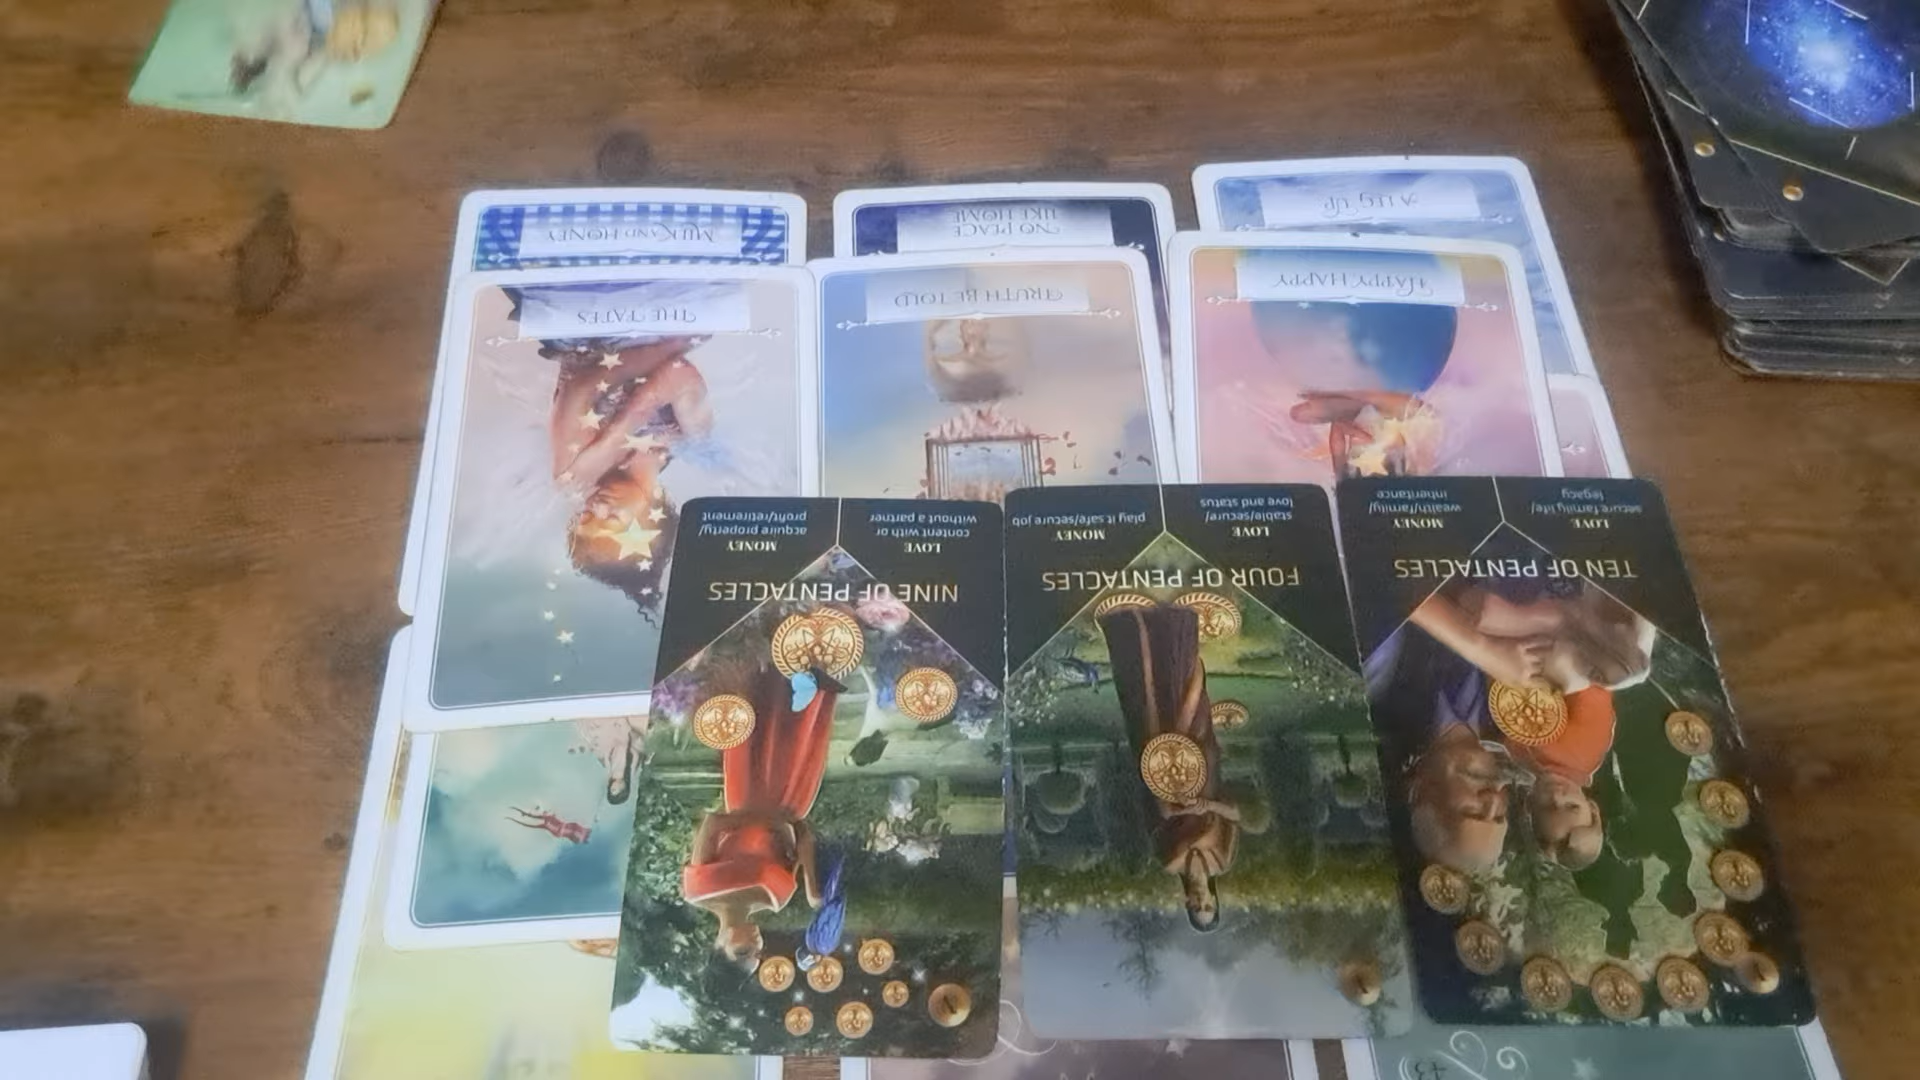 MILK AND HONEY
NO PLACE
LIKE HOME
A LEG UP
THE FATES
TRUTH BE TOLD
HAPPY HAPPY
NINE OF PENTACLES
LOVE
content with or
without a partner
MONEY
acquire property/
profit/retirement
FOUR OF PENTACLES
LOVE
stable/secure/
love and status
MONEY
play it safe/secure job
TEN OF PENTACLES
LOVE
secure family life/
legacy
MONEY
wealth/family/
inheritance
43